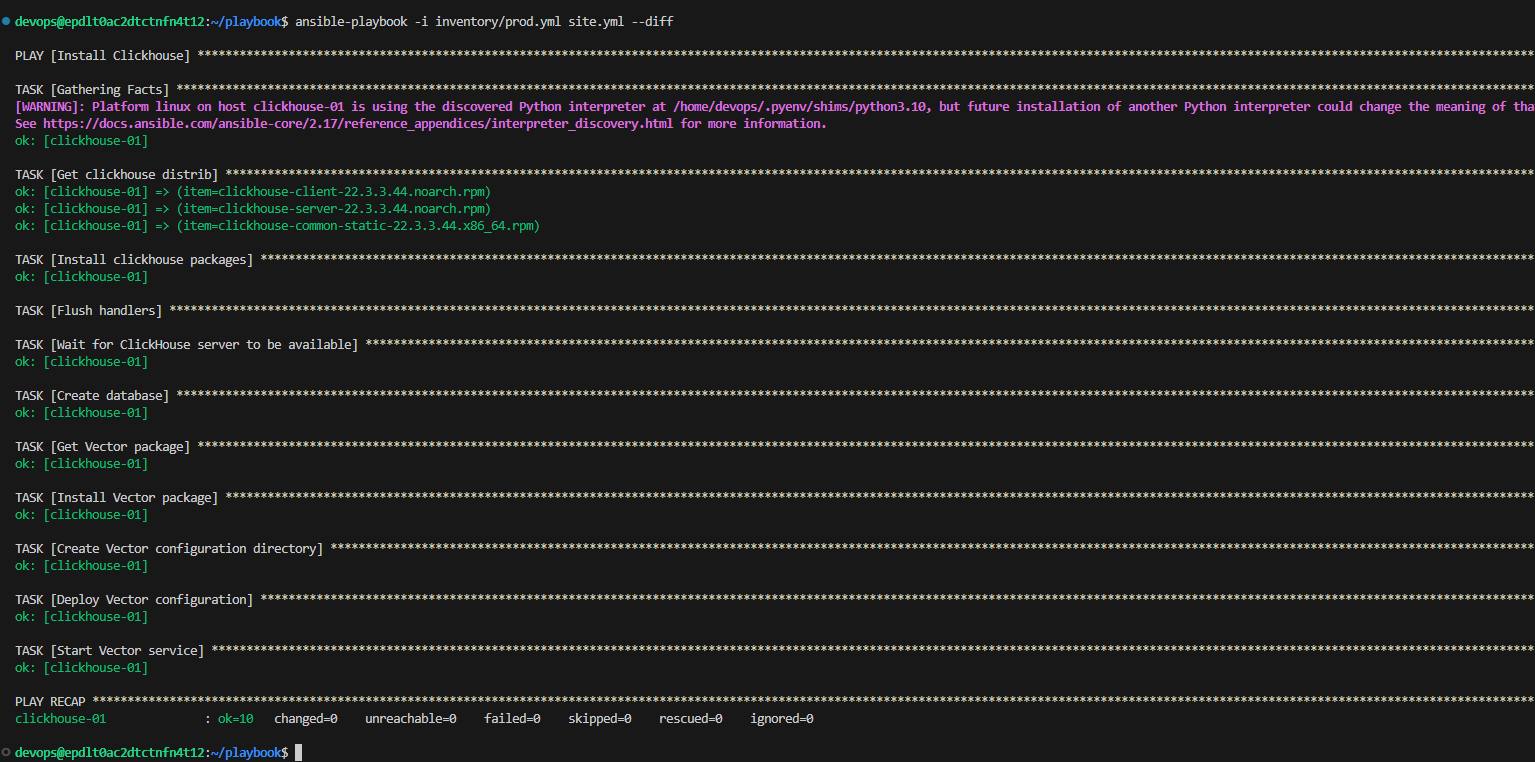 devops@epdlt0ac2dtctnfn4t12:~/playbook$ ansible-playbook -i inventory/prod.yml site.yml --diff
PLAY [Install Clickhouse] ****************************************************************************************************************************************************************************************
TASK [Gathering Facts] *******************************************************************************************************************************************************************************************
[WARNING]: Platform linux on host clickhouse-01 is using the discovered Python interpreter at /home/devops/.pyenv/shims/python3.10, but future installation of another Python interpreter could change the meaning of tha
See https://docs.ansible.com/ansible-core/2.17/reference_appendices/interpreter_discovery.html for more information.
ok: [clickhouse-01]
TASK [Get clickhouse distrib] ************************************************************************************************************************************************************************************
ok: [clickhouse-01] => (item=clickhouse-client-22.3.3.44.noarch.rpm)
ok: [clickhouse-01] => (item=clickhouse-server-22.3.3.44.noarch.rpm)
ok: [clickhouse-01] => (item=clickhouse-common-static-22.3.3.44.x86_64.rpm)
TASK [Install clickhouse packages] *******************************************************************************************************************************************************************************
ok: [clickhouse-01]
TASK [Flush handlers] ********************************************************************************************************************************************************************************************
TASK [Wait for ClickHouse server to be available] ****************************************************************************************************************************************************************
ok: [clickhouse-01]
TASK [Create database] *******************************************************************************************************************************************************************************************
ok: [clickhouse-01]
TASK [Get Vector package] ****************************************************************************************************************************************************************************************
ok: [clickhouse-01]
TASK [Install Vector package] ************************************************************************************************************************************************************************************
ok: [clickhouse-01]
TASK [Create Vector configuration directory] *********************************************************************************************************************************************************************
ok: [clickhouse-01]
TASK [Deploy Vector configuration] *******************************************************************************************************************************************************************************
ok: [clickhouse-01]
TASK [Start Vector service] **************************************************************************************************************************************************************************************
ok: [clickhouse-01]
PLAY RECAP *******************************************************************************************************************************************************************************************************
clickhouse-01 : ok=10 changed=0 unreachable=0 failed=0 skipped=0 rescued=0 ignored=0
devops@epdlt0ac2dtctnfn4t12:~/playbook$